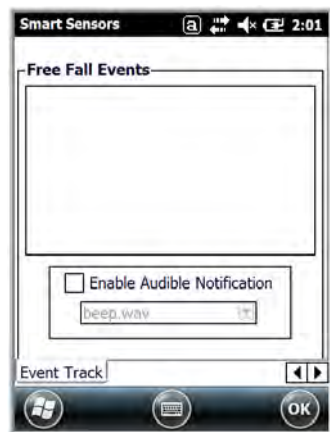 Smart Sensors a 2:01
Free Fall Events
Enable Audible Notification
beep.wav
Event Track
OK